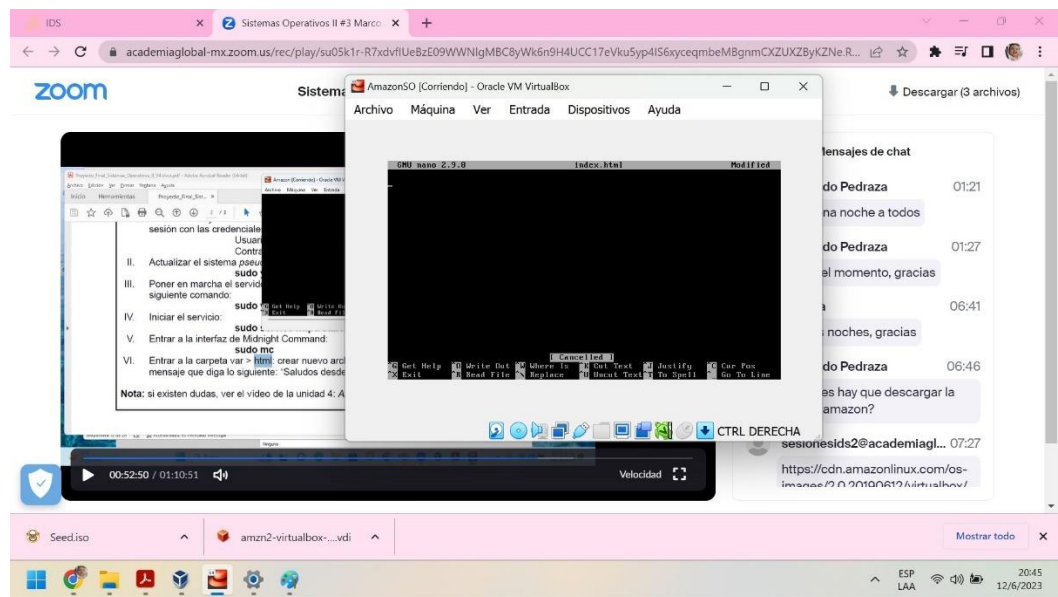 IDS
Sistemas Operativos II #3 Marco
academiaglobal-mx.zoom.us/rec/play/su05k1r-R7xdvflUeBzE09WWNlgMBC8yWk6n9H4UCC17eVku5yp4IS6xyceqmbeMBgnmCXZUXZByKZNe.R...
zoom
Sistema
Descargar (3 archivos)
AmazonSO [Corriendo] - Oracle VM VirtualBox
Archivo Máquina Ver Entrada Dispositivos Ayuda
GNU nano 2.9.8 index.html Modified
[ Cancelled ]
^G Get Help ^O Write Out ^W Where Is ^K Cut Text ^J Justify ^C Cur Pos
^X Exit ^R Read File ^\ Replace ^U Uncut Text ^T To Spell ^_ Go To Line
CTRL DERECHA
Inicio Herramientas
sesión con las credenciale
Usuari
Contra
II. Actualizar el sistema pseud
sudo
III. Poner en marcha el servid
siguiente comando:
sudo
IV. Iniciar el servicio:
sudo
V. Entrar a la interfaz de Midnight Command:
sudo mc
VI. Entrar a la carpeta var > html: crear nuevo arc
mensaje que diga lo siguiente: "Saludos desde
Nota: si existen dudas, ver el video de la unidad 4: A
00:52:50 / 01:10:51
Velocidad
Mensajes de chat
do Pedraza 01:21
na noche a todos
do Pedraza 01:27
el momento, gracias
06:41
noches, gracias
do Pedraza 06:46
es hay que descargar la
amazon?
sesionesids2@academiagl... 07:27
https://cdn.amazonlinux.com/os-
images/2.0.20190612/virtualbox/
Seed.iso
amzn2-virtualbox-....vdi
Mostrar todo
ESP
LAA
20:45
12/6/2023